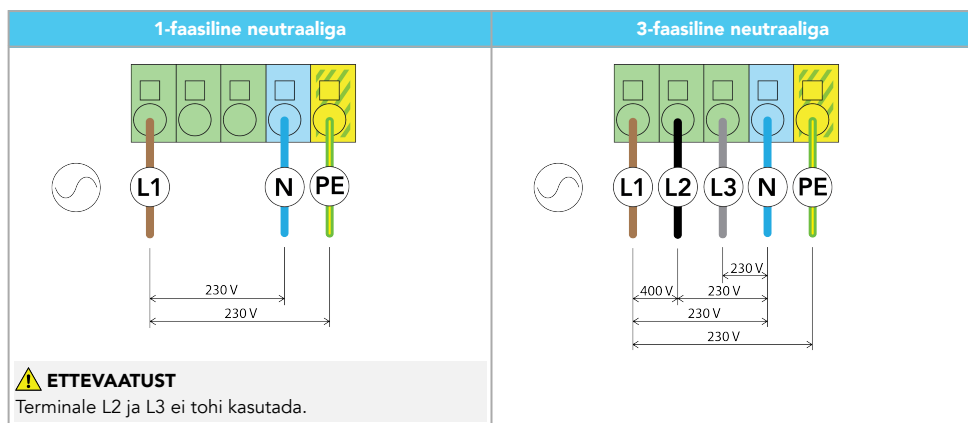 1-faasiline neutraaliga
3-faasiline neutraaliga
L1 N PE
230 V
230 V
⚠ ETTEVAATUST
Terminale L2 ja L3 ei tohi kasutada.
L1 L2 L3 N PE
230 V
400 V 230 V
230 V
230 V